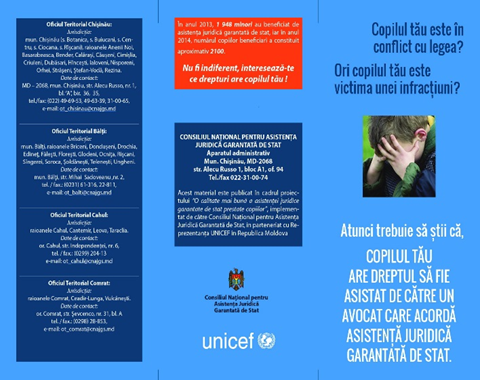 Oficiul Teritorial Chişinău:
Jurisdicţie:
mun. Chişinău (s. Botanica, s. Buiucani, s. Cen-
tru, s. Ciocana, s. Rîşcani), raioanele Anenii Noi,
Basarabeasca, Bender, Călăraşi, Căuşeni, Cimişlia,
Criuleni, Dubăsari, Hînceşti, Ialoveni, Nisporeni,
Orhei, Străşeni, Ştefan-Vodă, Rezina.
Date de contact:
MD - 2068, mun. Chişinău, str. Alecu Russo, nr. 1,
bl. "A", bir. 36, 35,
tel./fax: (022) 49-69-53, 49-63-39, 31-00-65,
e-mail: ot_chisinau@cnajgs.md
Oficiul Teritorial Bălţi:
Jurisdicţie:
mun. Bălţi, raioanele Briceni, Donduşeni, Drochia,
Edineţ, Făleşti, Floreşti, Glodeni, Ocniţa, Rîşcani,
Sîngerei, Soroca, Şoldăneşti, Teleneşti, Ungheni.
Date de contact:
mun. Bălţi, str. Mihai Sadoveanu nr. 2,
tel. / fax.: (0231) 61-316, 22-811,
e-mail: ot_balti@cnajgs.md
Oficiul Teritorial Cahul:
Jurisdicţie:
raioanele Cahul, Cantemir, Leova, Taraclia.
Date de contact:
or. Cahul, str. Independenţei, nr. 6,
tel. / fax.: (0299) 204-13
e-mail: ot_cahul@cnajgs.md
Oficiul Teritorial Comrat:
Jurisdicţie:
raioanele Comrat, Ceadîr-Lunga, Vulcăneşti.
Date de contact:
or. Comrat, str. Şevcenco, nr. 31, bl. A
tel. / fax.: (0298) 28-853,
e-mail: ot_comrat@cnajgs.md
În anul 2013, 1 948 minori au beneficiat de
asistenţa juridică garantată de stat, iar în anul
2014, numărul copiilor beneficiari a constituit
aproximativ 2100.
Nu fi indiferent, interesează-te
ce drepturi are copilul tău !
CONSILIUL NAŢIONAL PENTRU ASISTENŢA
JURIDICĂ GARANTATĂ DE STAT
Aparatul administrativ
Mun. Chişinău, MD-2068
str. Alecu Russo 1, bloc A1, of. 94
Tel./fax 022-31-00-74
Acest material este publicat în cadrul proiectu-
lui "O calitate mai bună a asistenţei juridice
garantate de stat prestate copiilor", implemen-
tat de către Consiliul Naţional pentru Asistenţa
Juridică Garantată de Stat, în parteneriat cu Re-
prezentanţa UNICEF în Republica Moldova
Consiliul Naţional pentru
Asistenţa Juridică
Garantată de Stat
unicef
Copilul tău este în
conflict cu legea?
Ori copilul tău este
victima unei infracţiuni?
Atunci trebuie să ştii că,
COPILUL TĂU
ARE DREPTUL SĂ FIE
ASISTAT DE CĂTRE UN
AVOCAT CARE ACORDĂ
ASISTENŢĂ JURIDICĂ
GARANTATĂ DE STAT.